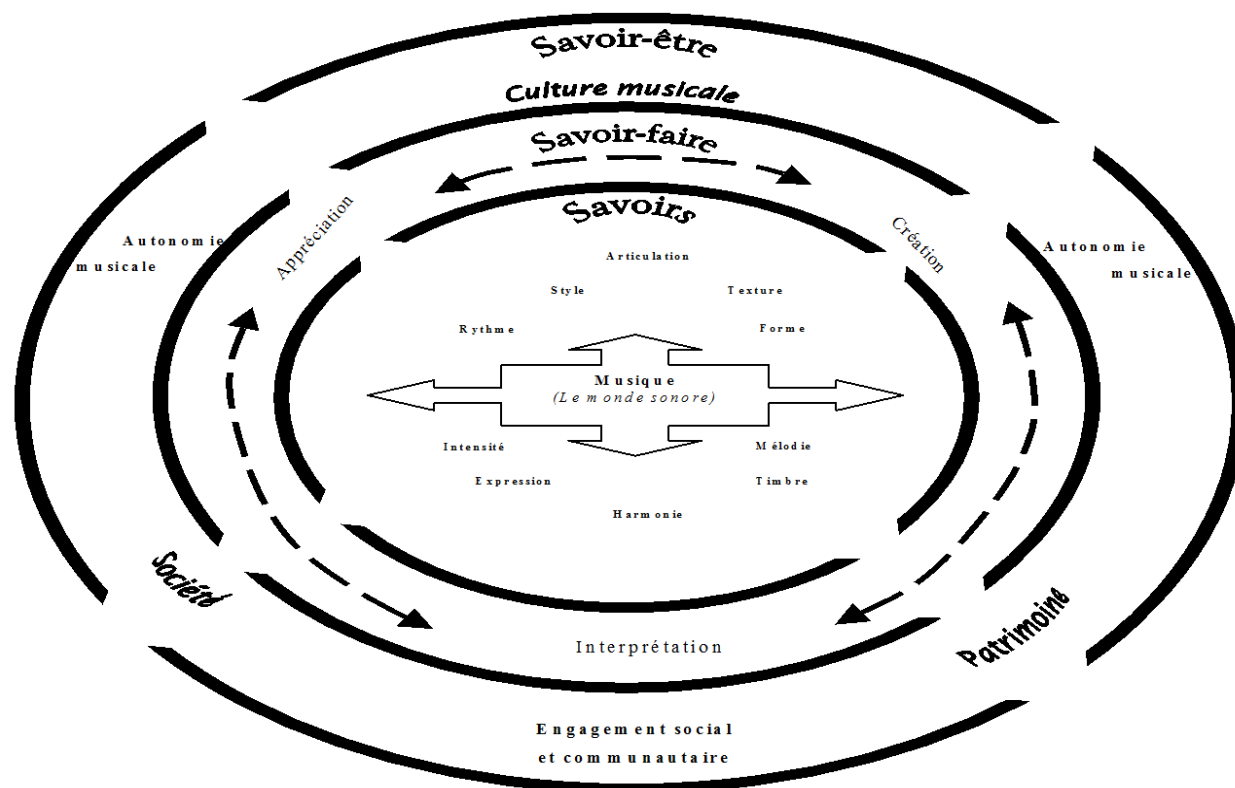 Savoir-être
Culture musicale
Savoir-faire
Savoirs
Appréciation
Création
Autonomie
musicale
Autonomie
musicale
Articulation
Style
Texture
Rythme
Forme
Musique
(Le monde sonore)
Intensité
Mélodie
Expression
Timbre
Harmonie
Société
Patrimoine
Interprétation
Engagement social
et communautaire